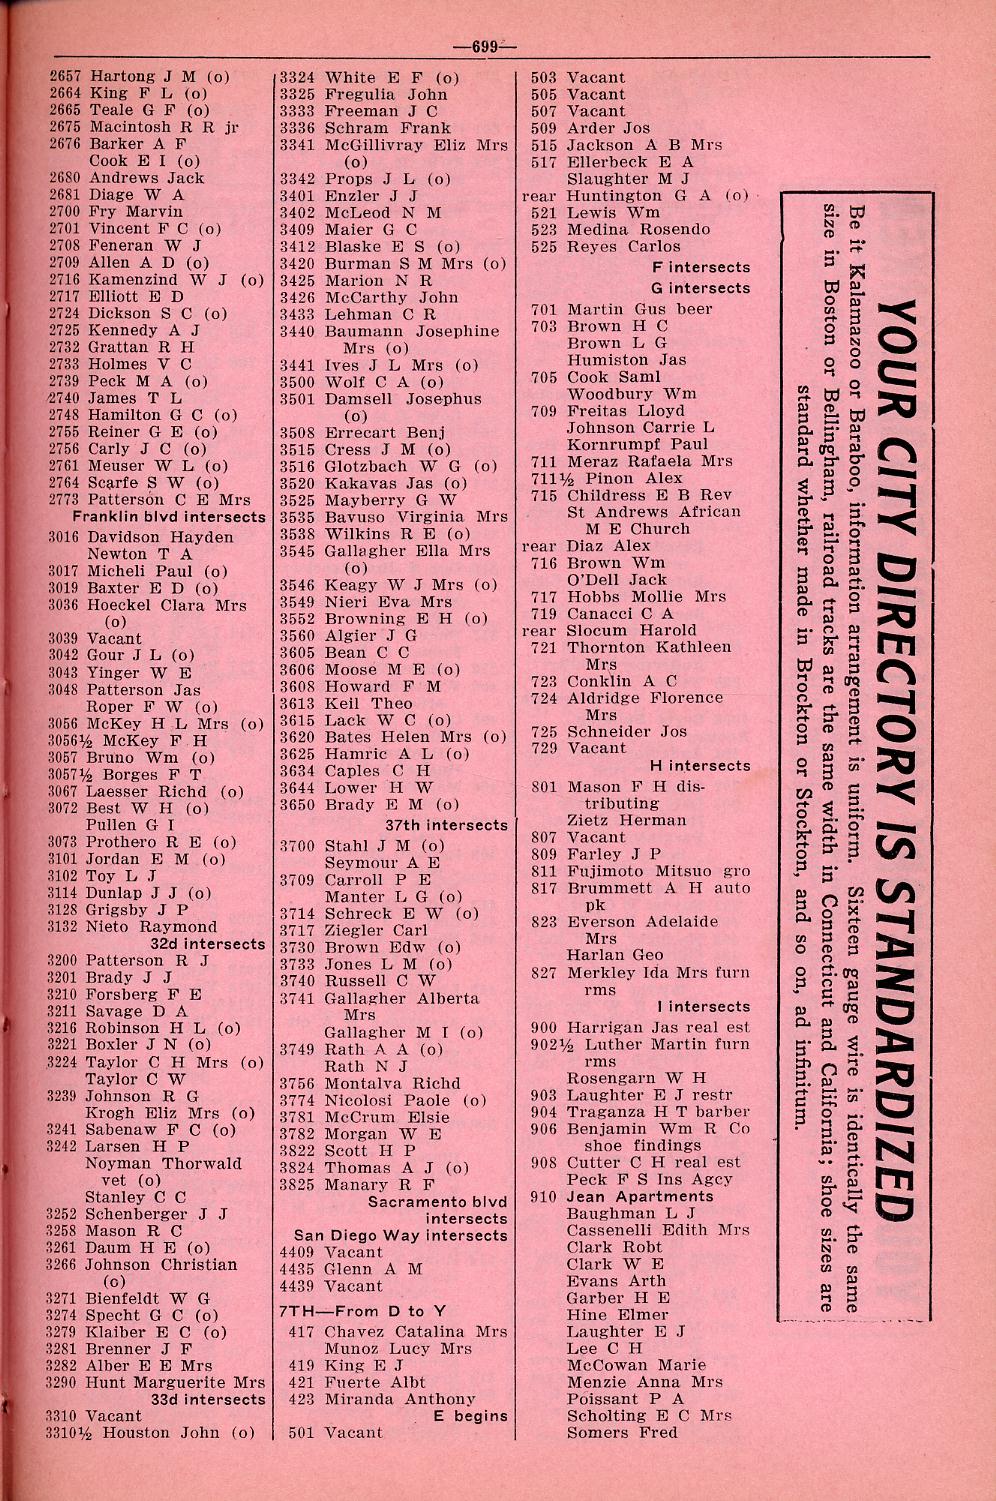 —699—
2657 Hartong J M (o)
2664 King F L (o)
2665 Teale G F (o)
2675 Macintosh R R jr
2676 Barker A F
Cook E I (o)
2680 Andrews Jack
2681 Diage W A
2700 Fry Marvin
2701 Vincent F C (o)
2708 Feneran W J
2709 Allen A D (o)
2716 Kamenzind W J (o)
2717 Elliott E D
2724 Dickson S C (o)
2725 Kennedy A J
2732 Grattan R H
2733 Holmes V C
2739 Peck M A (o)
2740 James T L
2748 Hamilton G C (o)
2755 Reiner G E (o)
2756 Carly J C (o)
2761 Meuser W L (o)
2764 Scarfe S W (o)
2773 Patterson C E Mrs
Franklin blvd intersects
3016 Davidson Hayden
Newton T A
3017 Micheli Paul (o)
3019 Baxter E D (o)
3036 Hoeckel Clara Mrs
(o)
3039 Vacant
3042 Gour J L (o)
3043 Yinger W E
3048 Patterson Jas
Roper F W (o)
3056 McKey H L Mrs (o)
3056½ McKey F H
3057 Bruno Wm (o)
3057½ Borges F T
3067 Laesser Richd (o)
3072 Best W H (o)
Pullen G I
3073 Prothero R E (o)
3101 Jordan E M (o)
3102 Toy L J
3114 Dunlap J J (o)
3128 Grigsby J P
3132 Nieto Raymond
32d intersects
3200 Patterson R J
3201 Brady J J
3210 Forsberg F E
3211 Savage D A
3216 Robinson H L (o)
3221 Boxler J N (o)
3224 Taylor C H Mrs (o)
Taylor C W
3239 Johnson R G
Krogh Eliz Mrs (o)
3241 Sabenaw F C (o)
3242 Larsen H P
Noyman Thorwald
vet (o)
Stanley C C
3252 Schenberger J J
3258 Mason R C
3261 Daum H E (o)
3266 Johnson Christian
(o)
3271 Bienfeldt W G
3274 Specht G C (o)
3279 Klaiber E C (o)
3281 Brenner J F
3282 Alber E E Mrs
3290 Hunt Marguerite Mrs
33d intersects
3310 Vacant
3310½ Houston John (o)
3324 White E F (o)
3325 Fregulia John
3333 Freeman J C
3336 Schram Frank
3341 McGillivray Eliz Mrs
(o)
3342 Props J L (o)
3401 Enzler J J
3402 McLeod N M
3409 Maier G C
3412 Blaske E S (o)
3420 Burman S M Mrs (o)
3425 Marion N R
3426 McCarthy John
3433 Lehman C R
3440 Baumann Josephine
Mrs (o)
3441 Ives J L Mrs (o)
3500 Wolf C A (o)
3501 Damsell Josephus
(o)
3508 Errecart Benj
3515 Cress J M (o)
3516 Glotzbach W G (o)
3520 Kakavas Jas (o)
3525 Mayberry G W
3535 Bavuso Virginia Mrs
3538 Wilkins R E (o)
3545 Gallagher Ella Mrs
(o)
3546 Keagy W J Mrs (o)
3549 Nieri Eva Mrs
3552 Browning E H (o)
3560 Algier J G
3605 Bean C C
3606 Moose M E (o)
3608 Howard F M
3613 Keil Theo
3615 Lack W C (o)
3620 Bates Helen Mrs (o)
3625 Hamric A L (o)
3634 Caples C H
3644 Lower H W
3650 Brady E M (o)
37th intersects
3700 Stahl J M (o)
Seymour A E
3709 Carroll P E
Manter L G (o)
3714 Schreck E W (o)
3717 Ziegler Carl
3730 Brown Edw (o)
3733 Jones L M (o)
3740 Russell C W
3741 Gallagher Alberta
Mrs
Gallagher M I (o)
3749 Rath A A (o)
Rath N J
3756 Montalva Richd
3774 Nicolosi Paole (o)
3781 McCrum Elsie
3782 Morgan W E
3822 Scott H P
3824 Thomas A J (o)
3825 Manary R F
Sacramento blvd
intersects
San Diego Way intersects
4409 Vacant
4435 Glenn A M
4439 Vacant
7TH—From D to Y
417 Chavez Catalina Mrs
Munoz Lucy Mrs
419 King E J
421 Fuerte Albt
423 Miranda Anthony
E begins
501 Vacant
503 Vacant
505 Vacant
507 Vacant
509 Arder Jos
515 Jackson A B Mrs
517 Ellerbeck E A
Slaughter M J
rear Huntington G A (o)
521 Lewis Wm
523 Medina Rosendo
525 Reyes Carlos
F intersects
G intersects
701 Martin Gus beer
703 Brown H C
Brown L G
Humiston Jas
705 Cook Saml
Woodbury Wm
709 Freitas Lloyd
Johnson Carrie L
Kornrumpf Paul
711 Meraz Rafaela Mrs
711½ Pinon Alex
715 Childress E B Rev
St Andrews African
M E Church
rear Diaz Alex
716 Brown Wm
O'Dell Jack
717 Hobbs Mollie Mrs
719 Canacci C A
rear Slocum Harold
721 Thornton Kathleen
Mrs
723 Conklin A C
724 Aldridge Florence
Mrs
725 Schneider Jos
729 Vacant
H intersects
801 Mason F H dis-
tributing
Zietz Herman
807 Vacant
809 Farley J P
811 Fujimoto Mitsuo gro
817 Brummett A H auto
pk
823 Everson Adelaide
Mrs
Harlan Geo
827 Merkley Ida Mrs furn
rms
I intersects
900 Harrigan Jas real est
902½ Luther Martin furn
rms
Rosengarn W H
903 Laughter E J restr
904 Traganza H T barber
906 Benjamin Wm R Co
shoe findings
908 Cutter C H real est
Peck F S Ins Agcy
910 Jean Apartments
Baughman L J
Cassenelli Edith Mrs
Clark Robt
Clark W E
Evans Arth
Garber H E
Hine Elmer
Laughter E J
Lee C H
McCowan Marie
Menzie Anna Mrs
Poissant P A
Scholting E C Mrs
Somers Fred
YOUR CITY DIRECTORY IS STANDARDIZED
Be it Kalamazoo or Baraboo, information arrangement is uniform. Sixteen gauge wire is identically the same
size in Boston or Bellingham, railroad tracks are the same width in Connecticut and California; shoe sizes are
standard whether made in Brockton or Stockton, and so on, ad infinitum.